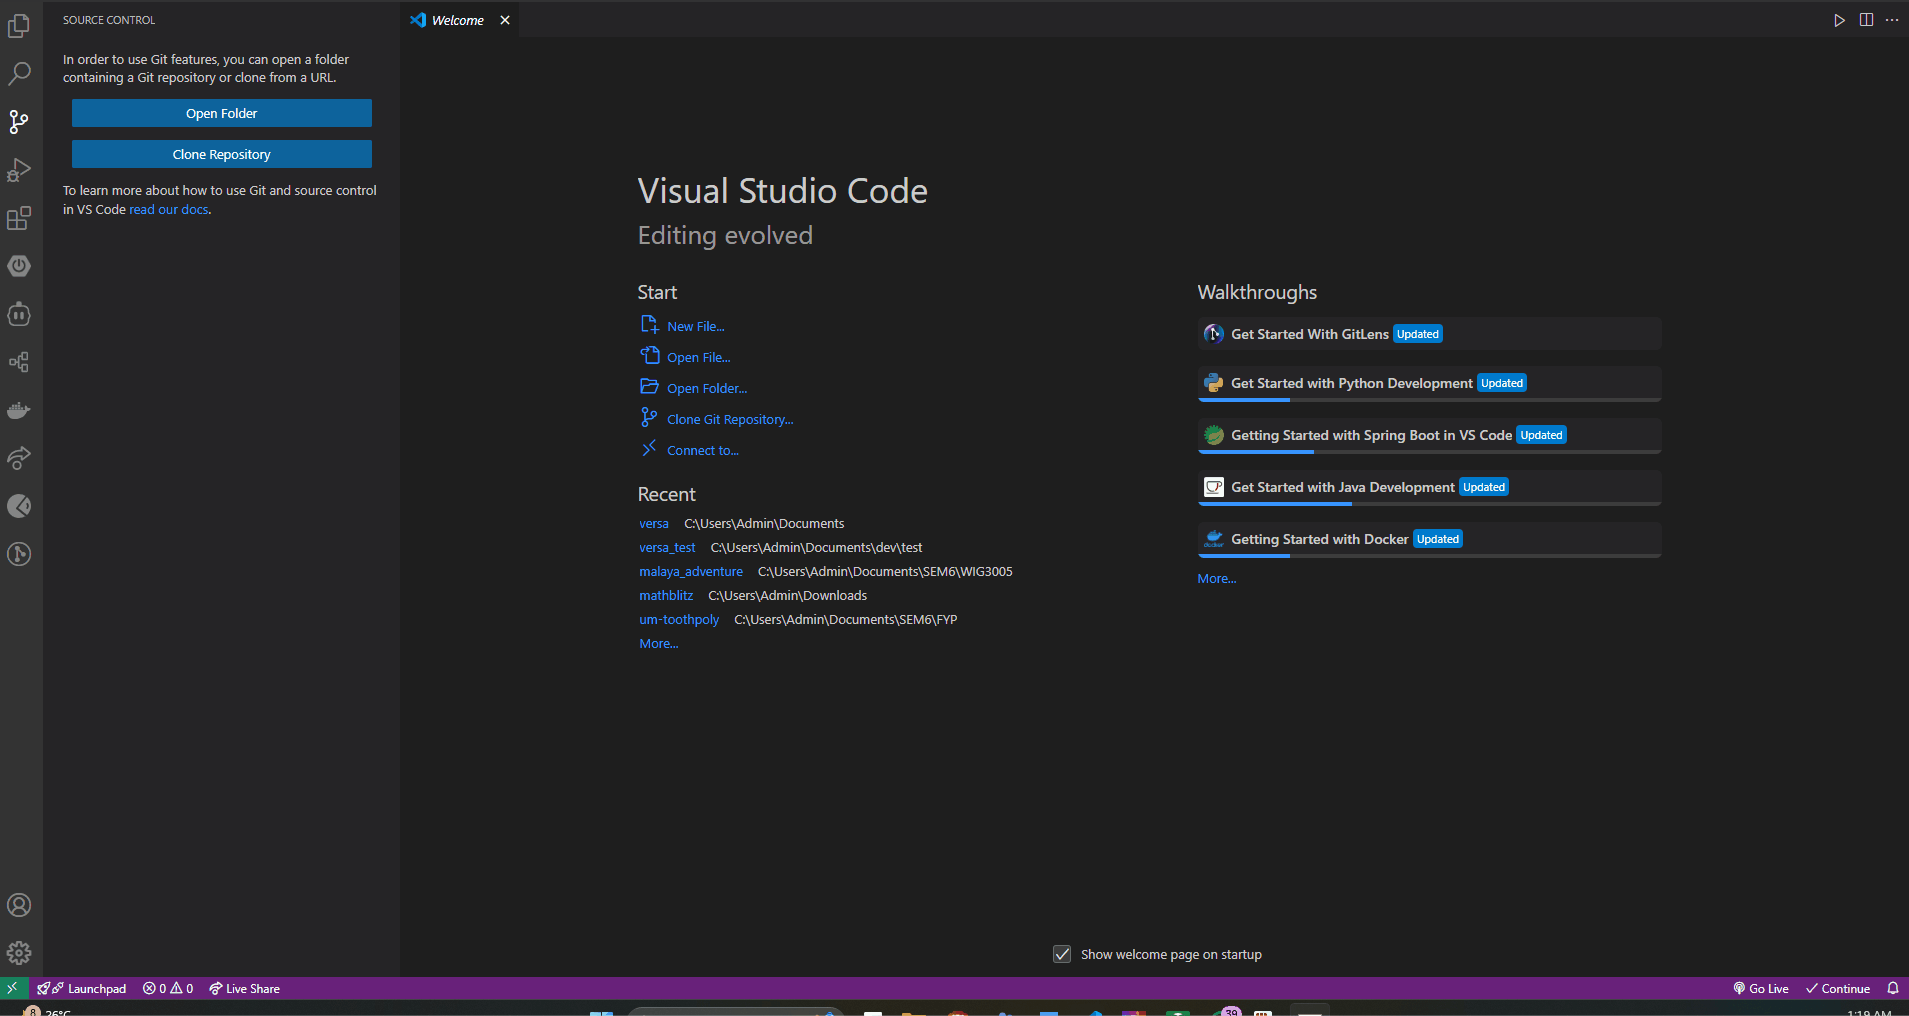 SOURCE CONTROL
In order to use Git features, you can open a folder
containing a Git repository or clone from a URL.
Open Folder
Clone Repository
To learn more about how to use Git and source control
in VS Code read our docs.
Welcome
Visual Studio Code
Editing evolved
Start
New File...
Open File...
Open Folder...
Clone Git Repository...
Connect to...
Recent
versa C:\Users\Admin\Documents
versa_test C:\Users\Admin\Documents\dev\test
malaya_adventure C:\Users\Admin\Documents\SEM6\WIG3005
mathblitz C:\Users\Admin\Downloads
um-toothpoly C:\Users\Admin\Documents\SEM6\FYP
More...
Walkthroughs
Get Started With GitLens Updated
Get Started with Python Development Updated
Getting Started with Spring Boot in VS Code Updated
Get Started with Java Development Updated
Getting Started with Docker Updated
More...
Show welcome page on startup
Launchpad 0 0 Live Share
Go Live Continue
8 26°C
39
1:19 AM